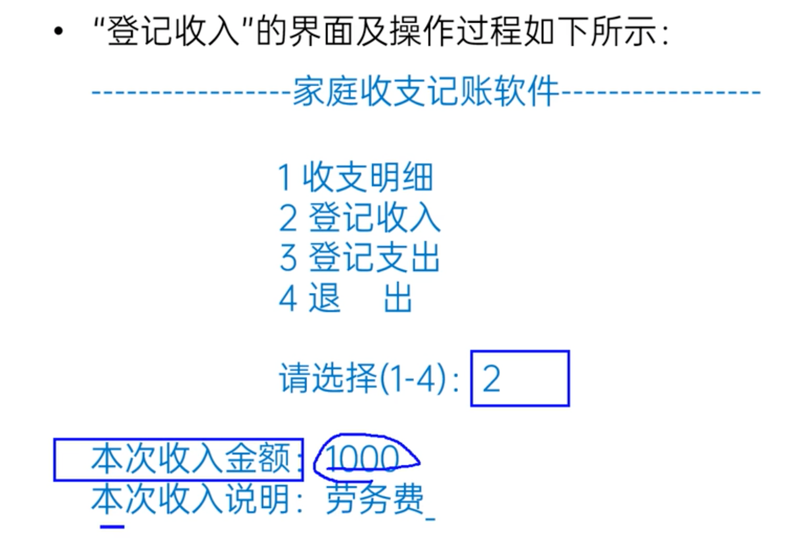 • “登记收入”的界面及操作过程如下所示：
-----------------家庭收支记账软件-----------------
1 收支明细
2 登记收入
3 登记支出
4 退    出
请选择(1-4)：2
本次收入金额：1000
本次收入说明：劳务费_